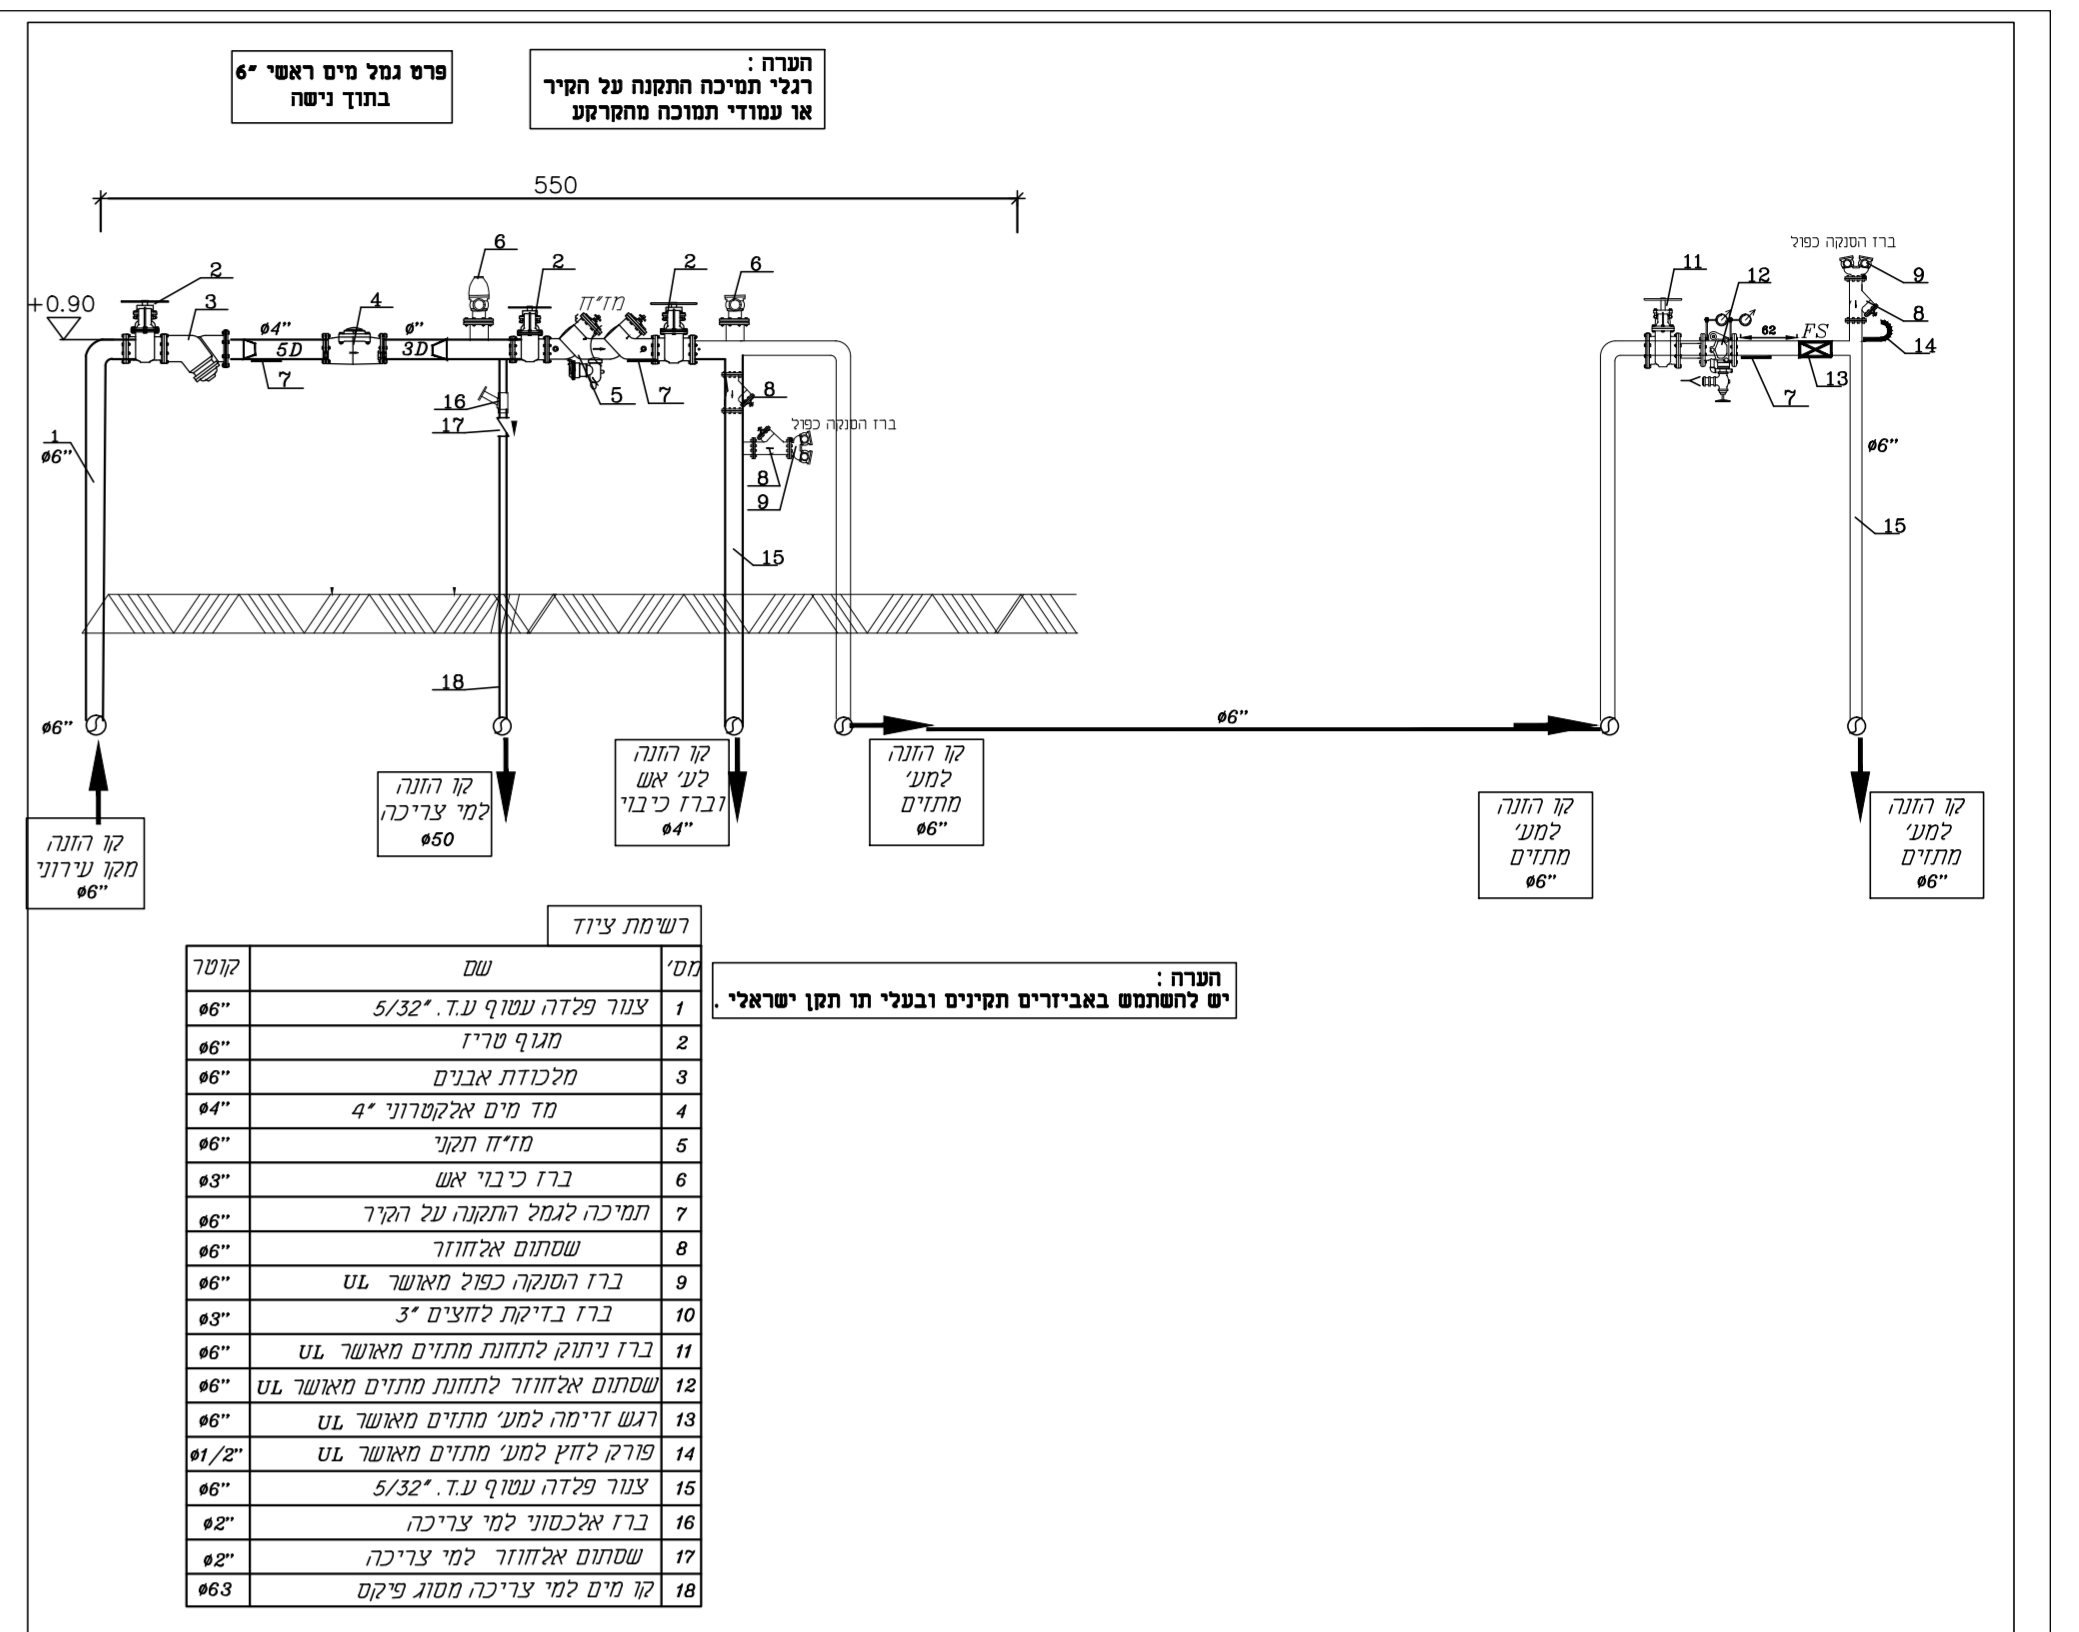 פרט גמל מים ראשי "6
בתוך נישה
הערה :
רגלי תמיכה התקנה על הקיר
או עמודי תמוכה מהקרקע
550
+0.90
2
3
4
6
2
מז"ח
2
6
ø4"
5D
ø"
3D
7
16
17
5
7
8
ברז הסנקה כפול
8
9
1
ø6"
15
18
ø6"
ברז הסנקה כפול
11
12
9
8
62
FS
14
13
7
ø6"
15
ø6"
קו הזנה
מקו עירוני
ø6"
קו הזנה
למי צריכה
ø50
קו הזנה
לע' אש
וברז כיבוי
ø4"
קו הזנה
למע'
מתזים
ø6"
קו הזנה
למע'
מתזים
ø6"
קו הזנה
למע'
מתזים
ø6"
רשימת ציוד
מס' שם קוטר
1 צנור פלדה עטוף ע.ד. "5/32 ø6"
2 מגוף טריז ø6"
3 מלכודת אבנים ø6"
4 מד מים אלקטרוני "4 ø4"
5 מז"ח תקני ø6"
6 ברז כיבוי אש ø3"
7 תמיכה לגמל התקנה על הקיר ø6"
8 שסתום אלחוזר ø6"
9 ברז הסנקה כפול מאושר UL ø6"
10 ברז בדיקת לחצים "3 ø3"
11 ברז ניתוק לתחנת מתזים מאושר UL ø6"
12 שסתום אלחוזר לתחנת מתזים מאושר UL ø6"
13 רגש זרימה למע' מתזים מאושר UL ø6"
14 פורק לחץ למע' מתזים מאושר UL ø1/2"
15 צנור פלדה עטוף ע.ד. "5/32 ø6"
16 ברז אלכסוני למי צריכה ø2"
17 שסתום אלחוזר למי צריכה ø2"
18 קו מים למי צריכה מסוג פיקס ø63
הערה :
יש להשתמש באביזרים תקינים ובעלי תו תקן ישראלי .